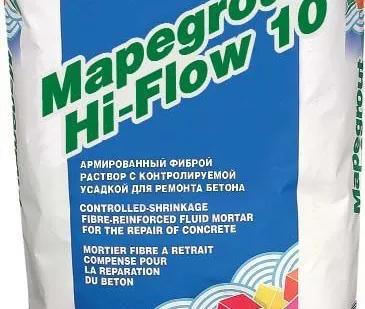 Mapegrout
Hi-Flow 10
АРМИРОВАННЫЙ ФИБРОЙ
РАСТВОР С КОНТРОЛИРУЕМОЙ
УСАДКОЙ ДЛЯ РЕМОНТА БЕТОНА
CONTROLLED-SHRINKAGE
FIBRE-REINFORCED FLUID MORTAR
FOR THE REPAIR OF CONCRETE
MORTIER FIBRE A RETRAIT
COMPENSE POUR
LA REPARATION
DU BETON
Mapegrout